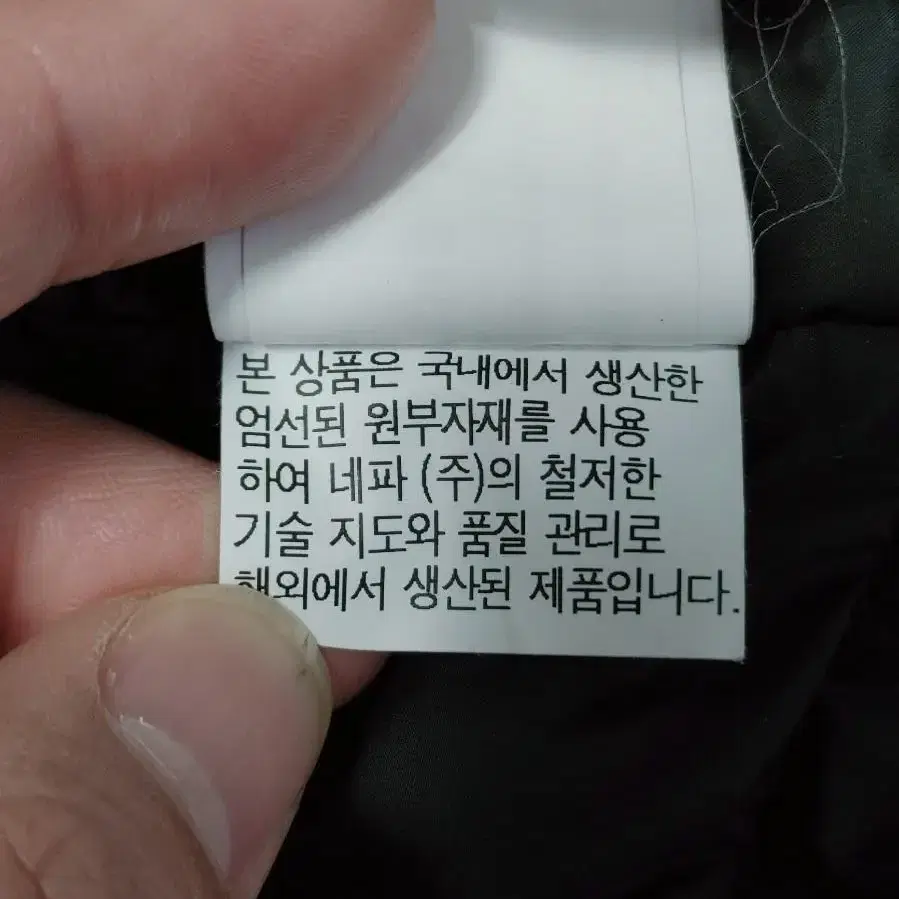 본 상품은 국내에서 생산한
엄선된 원부자재를 사용
하여 네파 (주)의 철저한
기술 지도와 품질 관리로
해외에서 생산된 제품입니다.